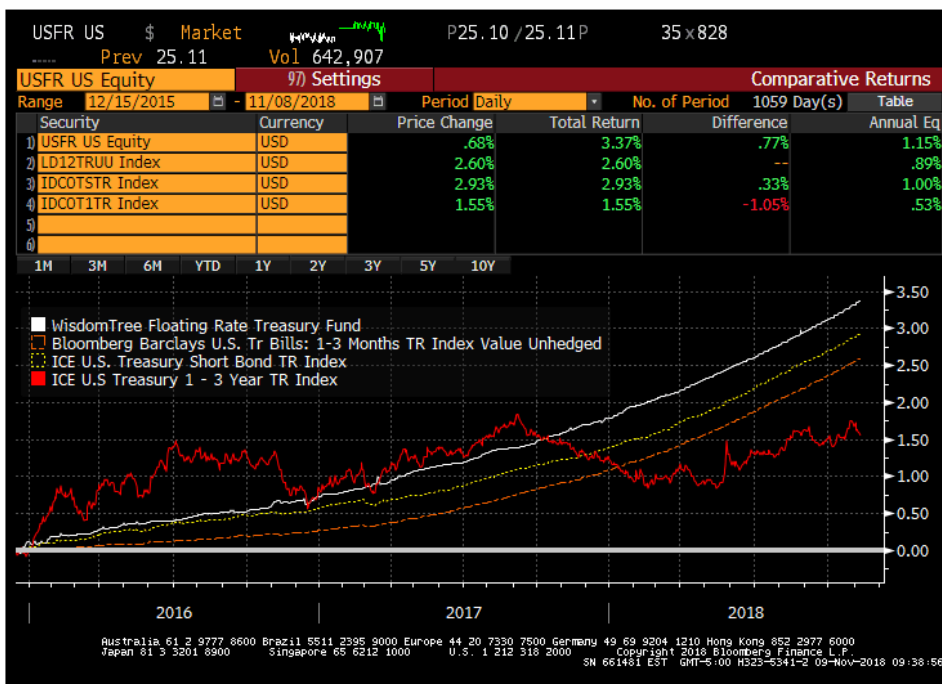 USFR US $ Market P25.10/25.11P 35x828
Prev 25.11 Vol 642,907
USFR US Equity 97) Settings Comparative Returns
Range 12/15/2015 - 11/08/2018 Period Daily No. of Period 1059 Day(s) Table
Security Currency Price Change Total Return Difference Annual Eq
1) USFR US Equity USD .68% 3.37% .77% 1.15%
2) LD12TRUU Index USD 2.60% 2.60% -- .89%
3) IDCOTSTR Index USD 2.93% 2.93% .33% 1.00%
4) IDCOT1TR Index USD 1.55% 1.55% -1.05% .53%
5)
6)
1M 3M 6M YTD 1Y 2Y 3Y 5Y 10Y
3.50
WisdomTree Floating Rate Treasury Fund
3.00
Bloomberg Barclays U.S. Tr Bills: 1-3 Months TR Index Value Unhedged
ICE U.S. Treasury Short Bond TR Index
2.50
ICE U.S Treasury 1 - 3 Year TR Index
2.00
1.50
1.00
0.50
0.00
2016 2017 2018
Australia 61 2 9777 8600 Brazil 5511 2395 9000 Europe 44 20 7330 7500 Germany 49 69 9204 1210 Hong Kong 852 2977 6000
Japan 81 3 3201 8900 Singapore 65 6212 1000 U.S. 1 212 318 2000 Copyright 2018 Bloomberg Finance L.P.
SN 661481 EST GMT-5:00 H323-5341-2 09-Nov-2018 09:38:56